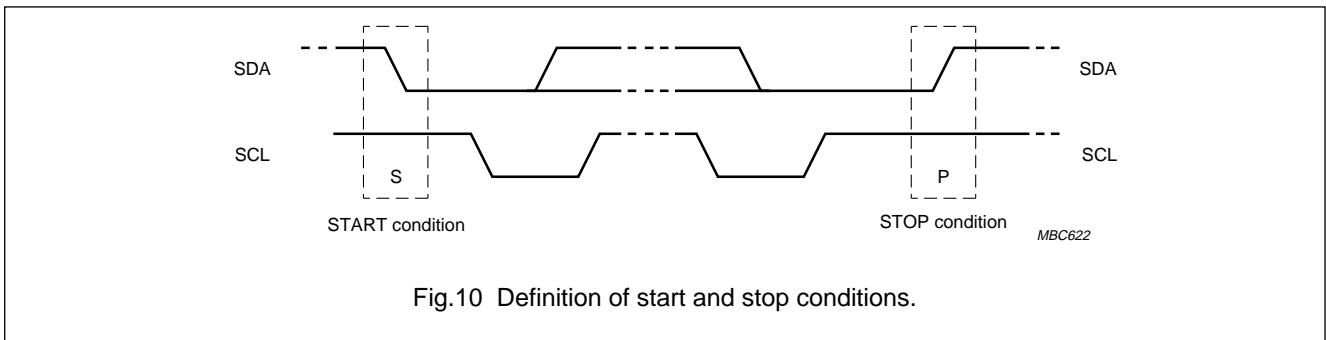 SDA
SDA
SCL
SCL
S
P
START condition
STOP condition
MBC622
Fig.10 Definition of start and stop conditions.